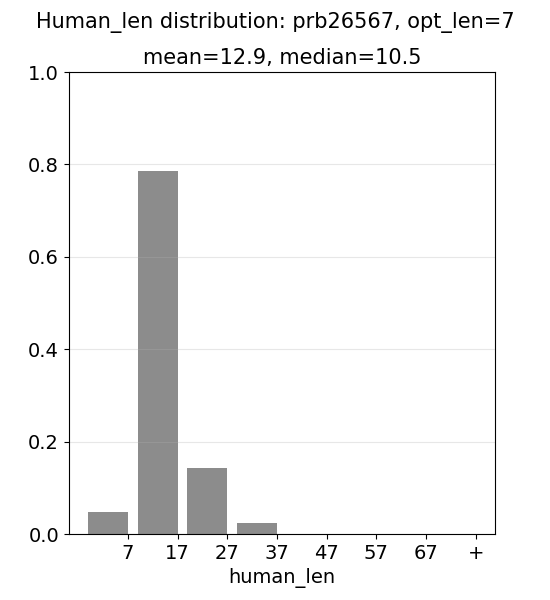 Human_len distribution: prb26567, opt_len=7
mean=12.9, median=10.5
1.0
0.8
0.6
0.4
0.2
0.0
7 17 27 37 47 57 67 +
human_len